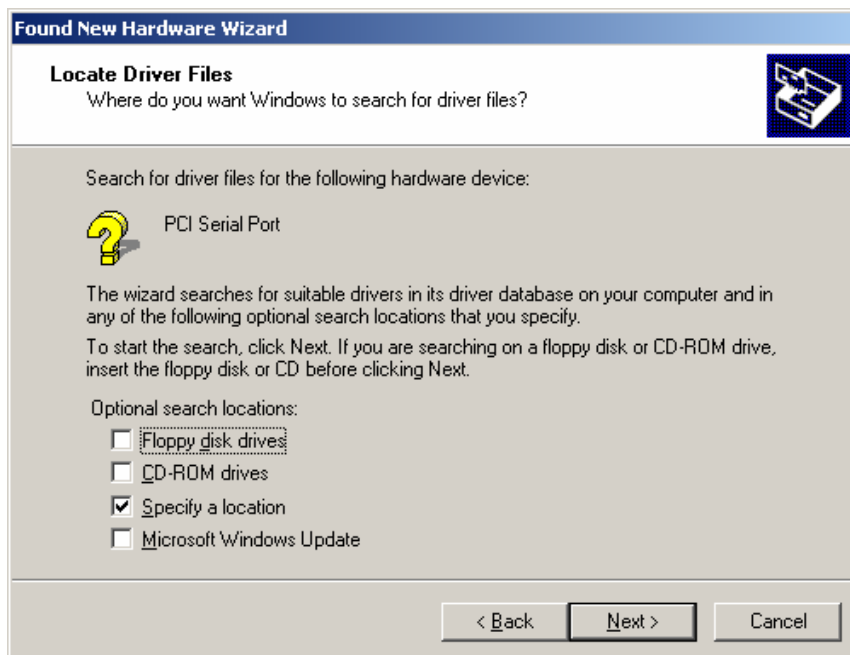 Found New Hardware Wizard
Locate Driver Files
Where do you want Windows to search for driver files?
Search for driver files for the following hardware device:
PCI Serial Port
The wizard searches for suitable drivers in its driver database on your computer and in
any of the following optional search locations that you specify.
To start the search, click Next. If you are searching on a floppy disk or CD-ROM drive,
insert the floppy disk or CD before clicking Next.
Optional search locations:
Floppy disk drives
CD-ROM drives
Specify a location
Microsoft Windows Update
< Back Next > Cancel